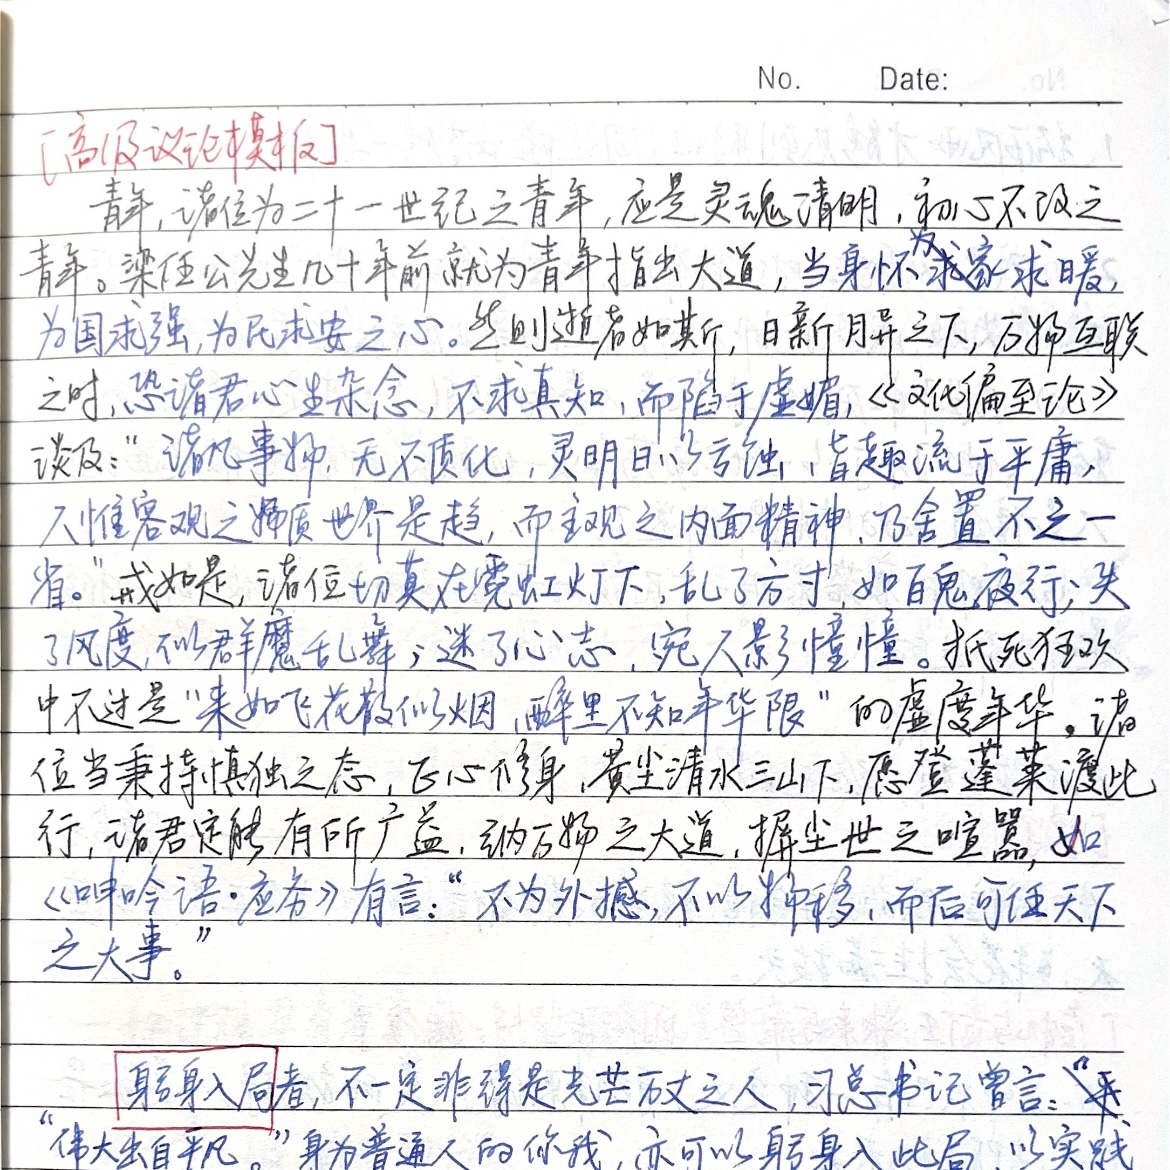 No. Date:
[高级议论模板]
青年,诸位为二十一世纪之青年,应是灵魂清明,初心不改之
青年。梁任公先生几十年前就为青年指出大道,当身怀为家求暖,
为国求强,为民求安之心。然则逝者如斯,日新月异之下,万物互联
之时,恐诸君心生杂念,不求真知,而陷于虚媚,《文化偏至论》
谈及:“诸凡事物,无不质化,灵明日以亏蚀,皆趣流于平庸,
人惟客观之物质世界是趋,而主观之内面精神,乃舍置不之一
省。”戒如是,诸位切莫在霓虹灯下,乱了方寸,如百鬼夜行;失
了风度,似群魔乱舞;迷了心志,宛人影憧憧。抵死狂欢
中不过是“来如飞花散似烟,醉里不知年华限”的虚度年华。诸
位当秉持慎独之态,正心修身,黄尘清水三山下,愿登蓬莱渡此
行,诸君定能有所广益,纳万物之大道,摒尘世之喧嚣,如
《呻吟语·应务》有言:“不为外撼,不以物移,而后可任天下
之大事。”
躬身入局者,不一定非得是光芒万丈之人,习总书记曾言:
“伟大出自平凡。”身为普通人的你我,亦可以躬身入此局,以实践